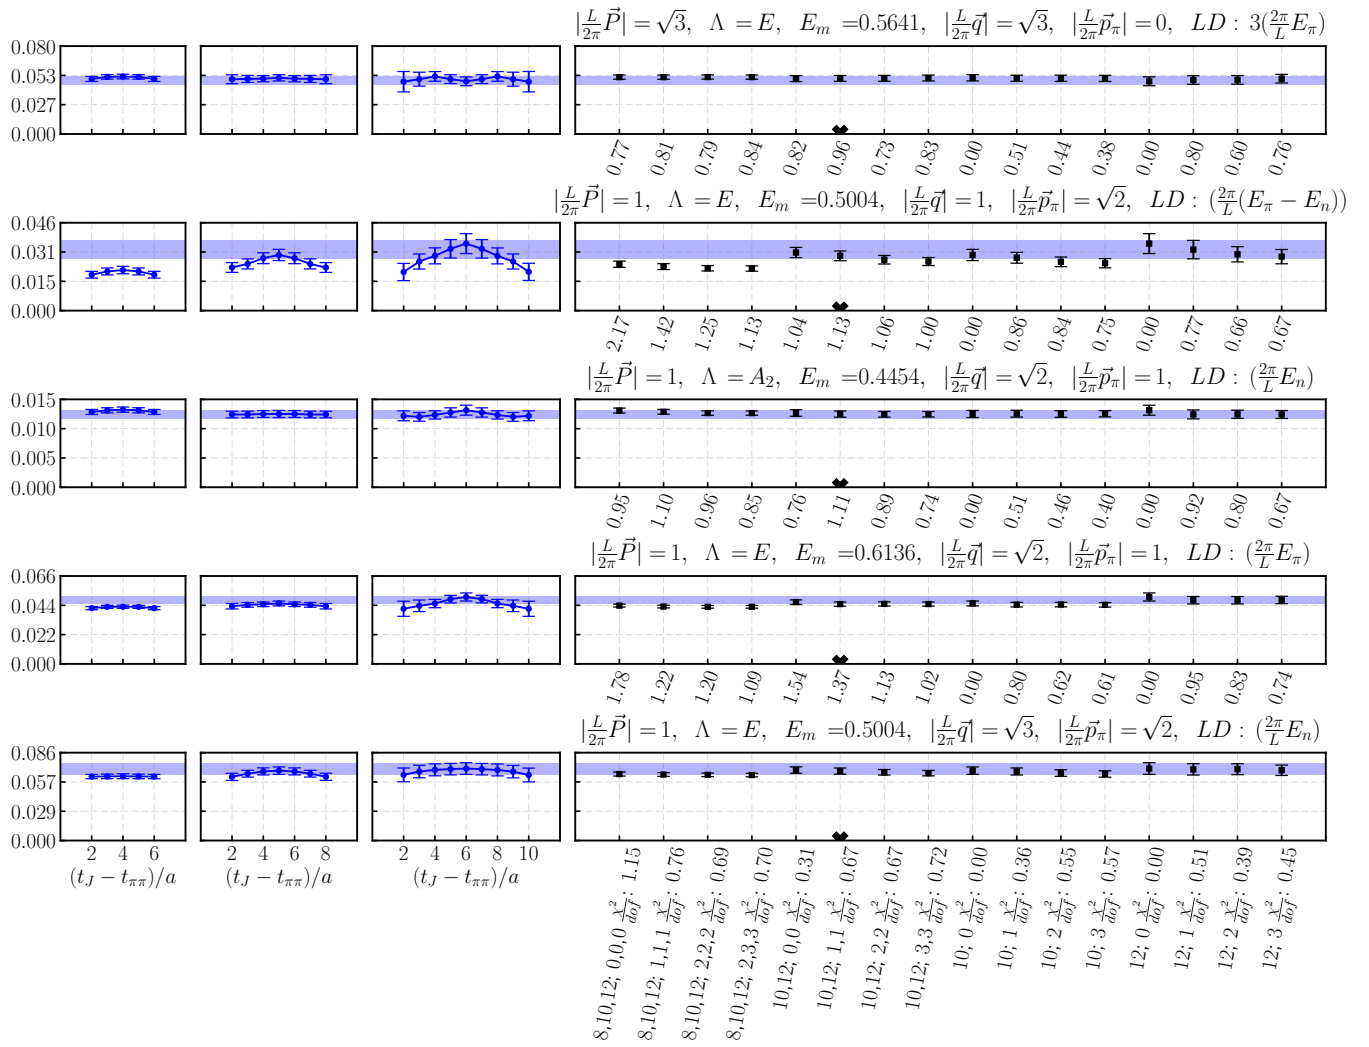 |L/2π P⃗| = √3, Λ = E, E_m =0.5641, |L/2π q⃗| = √3, |L/2π p⃗_π| = 0, LD : 3(2π/L E_π)
0.080
0.053
0.027
0.000
0.77 0.81 0.79 0.84 0.82 0.96 0.73 0.83 0.00 0.51 0.44 0.38 0.00 0.80 0.60 0.76
|L/2π P⃗| = 1, Λ = E, E_m =0.5004, |L/2π q⃗| = 1, |L/2π p⃗_π| = √2, LD : (2π/L (E_π − E_n))
0.046
0.031
0.015
0.000
2.17 1.42 1.25 1.13 1.04 1.13 1.06 1.00 0.00 0.86 0.84 0.75 0.00 0.77 0.66 0.67
|L/2π P⃗| = 1, Λ = A_2, E_m =0.4454, |L/2π q⃗| = √2, |L/2π p⃗_π| = 1, LD : (2π/L E_n)
0.015
0.010
0.005
0.000
0.95 1.10 0.96 0.85 0.76 1.11 0.89 0.74 0.00 0.51 0.46 0.40 0.00 0.92 0.80 0.67
|L/2π P⃗| = 1, Λ = E, E_m =0.6136, |L/2π q⃗| = √2, |L/2π p⃗_π| = 1, LD : (2π/L E_π)
0.066
0.044
0.022
0.000
1.78 1.22 1.20 1.09 1.54 1.37 1.13 1.02 0.00 0.80 0.62 0.61 0.00 0.95 0.83 0.74
|L/2π P⃗| = 1, Λ = E, E_m =0.5004, |L/2π q⃗| = √3, |L/2π p⃗_π| = √2, LD : (2π/L E_n)
0.086
0.057
0.029
0.000
2 4 6
(t_J − t_ππ)/a
2 4 6 8
(t_J − t_ππ)/a
2 4 6 8 10
(t_J − t_ππ)/a
8,10,12; 0,0,0 χ²/dof: 1.15
8,10,12; 1,1,1 χ²/dof: 0.76
8,10,12; 2,2,2 χ²/dof: 0.69
8,10,12; 2,3,3 χ²/dof: 0.70
10,12; 0,0 χ²/dof: 0.31
10,12; 1,1 χ²/dof: 0.67
10,12; 2,2 χ²/dof: 0.67
10,12; 3,3 χ²/dof: 0.72
10; 0 χ²/dof: 0.00
10; 1 χ²/dof: 0.36
10; 2 χ²/dof: 0.55
10; 3 χ²/dof: 0.57
12; 0 χ²/dof: 0.00
12; 1 χ²/dof: 0.51
12; 2 χ²/dof: 0.39
12; 3 χ²/dof: 0.45